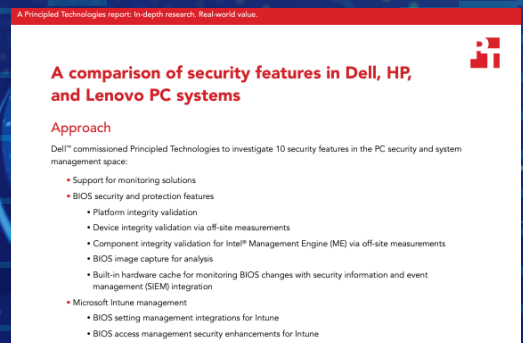 A Principled Technologies report: In-depth research. Real-world value.
PT
A comparison of security features in Dell, HP,
and Lenovo PC systems
Approach
Dell™ commissioned Principled Technologies to investigate 10 security features in the PC security and system
management space:
• Support for monitoring solutions
• BIOS security and protection features
• Platform integrity validation
• Device integrity validation via off-site measurements
• Component integrity validation for Intel® Management Engine (ME) via off-site measurements
• BIOS image capture for analysis
• Built-in hardware cache for monitoring BIOS changes with security information and event
management (SIEM) integration
• Microsoft Intune management
• BIOS setting management integrations for Intune
• BIOS access management security enhancements for Intune